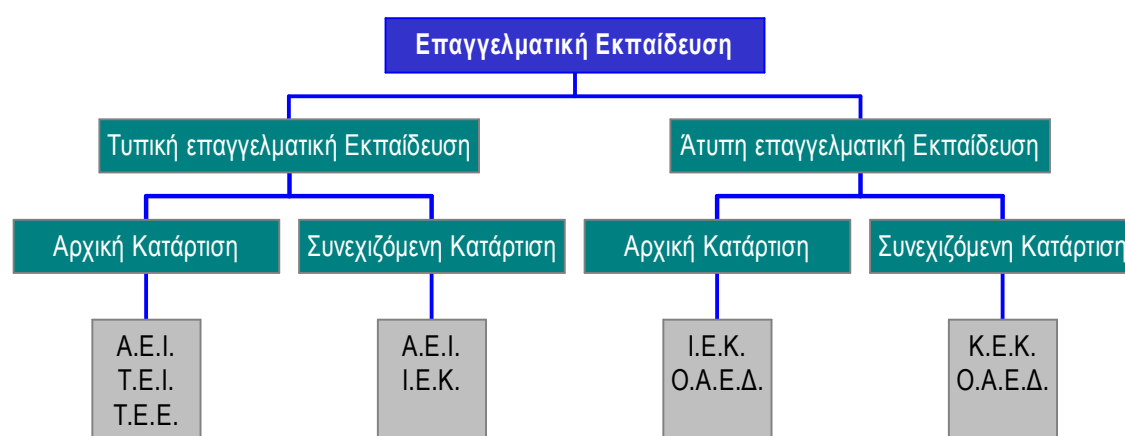 Επαγγελματική Εκπαίδευση
Τυπική επαγγελματική Εκπαίδευση
Άτυπη επαγγελματική Εκπαίδευση
Αρχική Κατάρτιση
Συνεχιζόμενη Κατάρτιση
Αρχική Κατάρτιση
Συνεχιζόμενη Κατάρτιση
Α.Ε.Ι.
Τ.Ε.Ι.
Τ.Ε.Ε.
Α.Ε.Ι.
Ι.Ε.Κ.
Ι.Ε.Κ.
Ο.Α.Ε.Δ.
Κ.Ε.Κ.
Ο.Α.Ε.Δ.